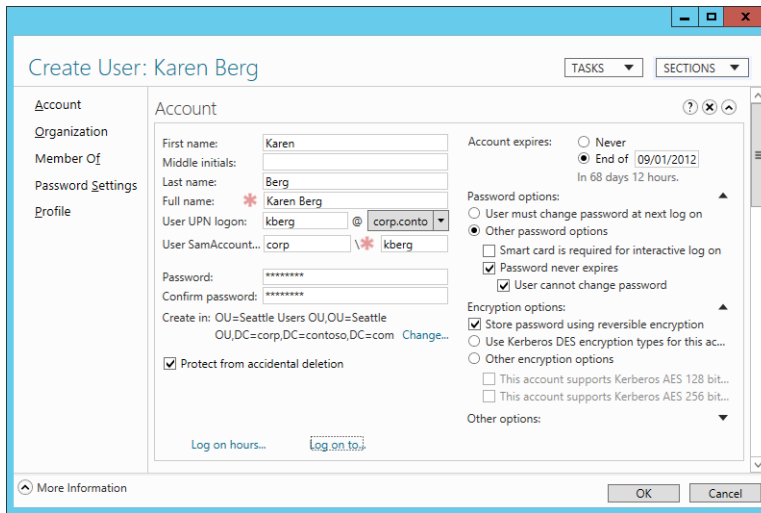 Create User: Karen Berg
TASKS
SECTIONS
Account
Organization
Member Of
Password Settings
Profile
Account
First name: Karen
Middle initials:
Last name: Berg
Full name: * Karen Berg
User UPN logon: kberg @ corp.conto
User SamAccount... corp \* kberg
Password: ********
Confirm password: ********
Create in: OU=Seattle Users OU,OU=Seattle
OU,DC=corp,DC=contoso,DC=com Change...
Protect from accidental deletion
Log on hours...
Log on to...
Account expires: Never
End of 09/01/2012
In 68 days 12 hours.
Password options:
User must change password at next log on
Other password options
Smart card is required for interactive log on
Password never expires
User cannot change password
Encryption options:
Store password using reversible encryption
Use Kerberos DES encryption types for this ac...
Other encryption options
This account supports Kerberos AES 128 bit...
This account supports Kerberos AES 256 bit...
Other options:
More Information
OK
Cancel